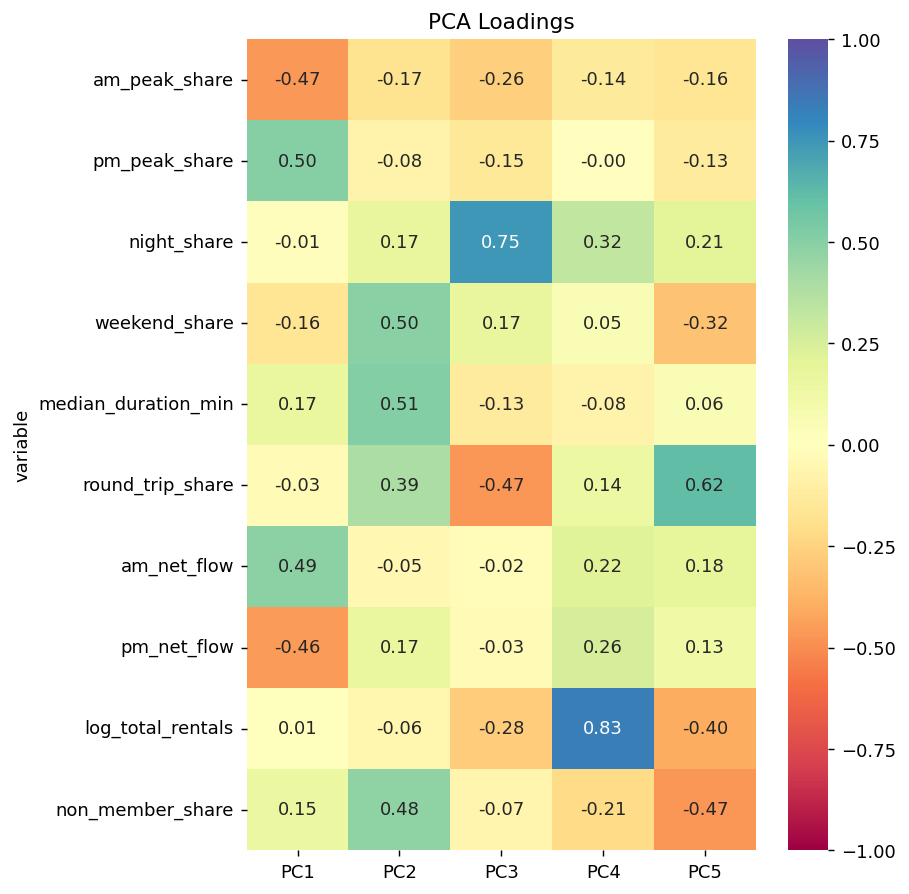 PCA Loadings
variable
am_peak_share -0.47 -0.17 -0.26 -0.14 -0.16
pm_peak_share 0.50 -0.08 -0.15 -0.00 -0.13
night_share -0.01 0.17 0.75 0.32 0.21
weekend_share -0.16 0.50 0.17 0.05 -0.32
median_duration_min 0.17 0.51 -0.13 -0.08 0.06
round_trip_share -0.03 0.39 -0.47 0.14 0.62
am_net_flow 0.49 -0.05 -0.02 0.22 0.18
pm_net_flow -0.46 0.17 -0.03 0.26 0.13
log_total_rentals 0.01 -0.06 -0.28 0.83 -0.40
non_member_share 0.15 0.48 -0.07 -0.21 -0.47
PC1 PC2 PC3 PC4 PC5
1.00
0.75
0.50
0.25
0.00
−0.25
−0.50
−0.75
−1.00